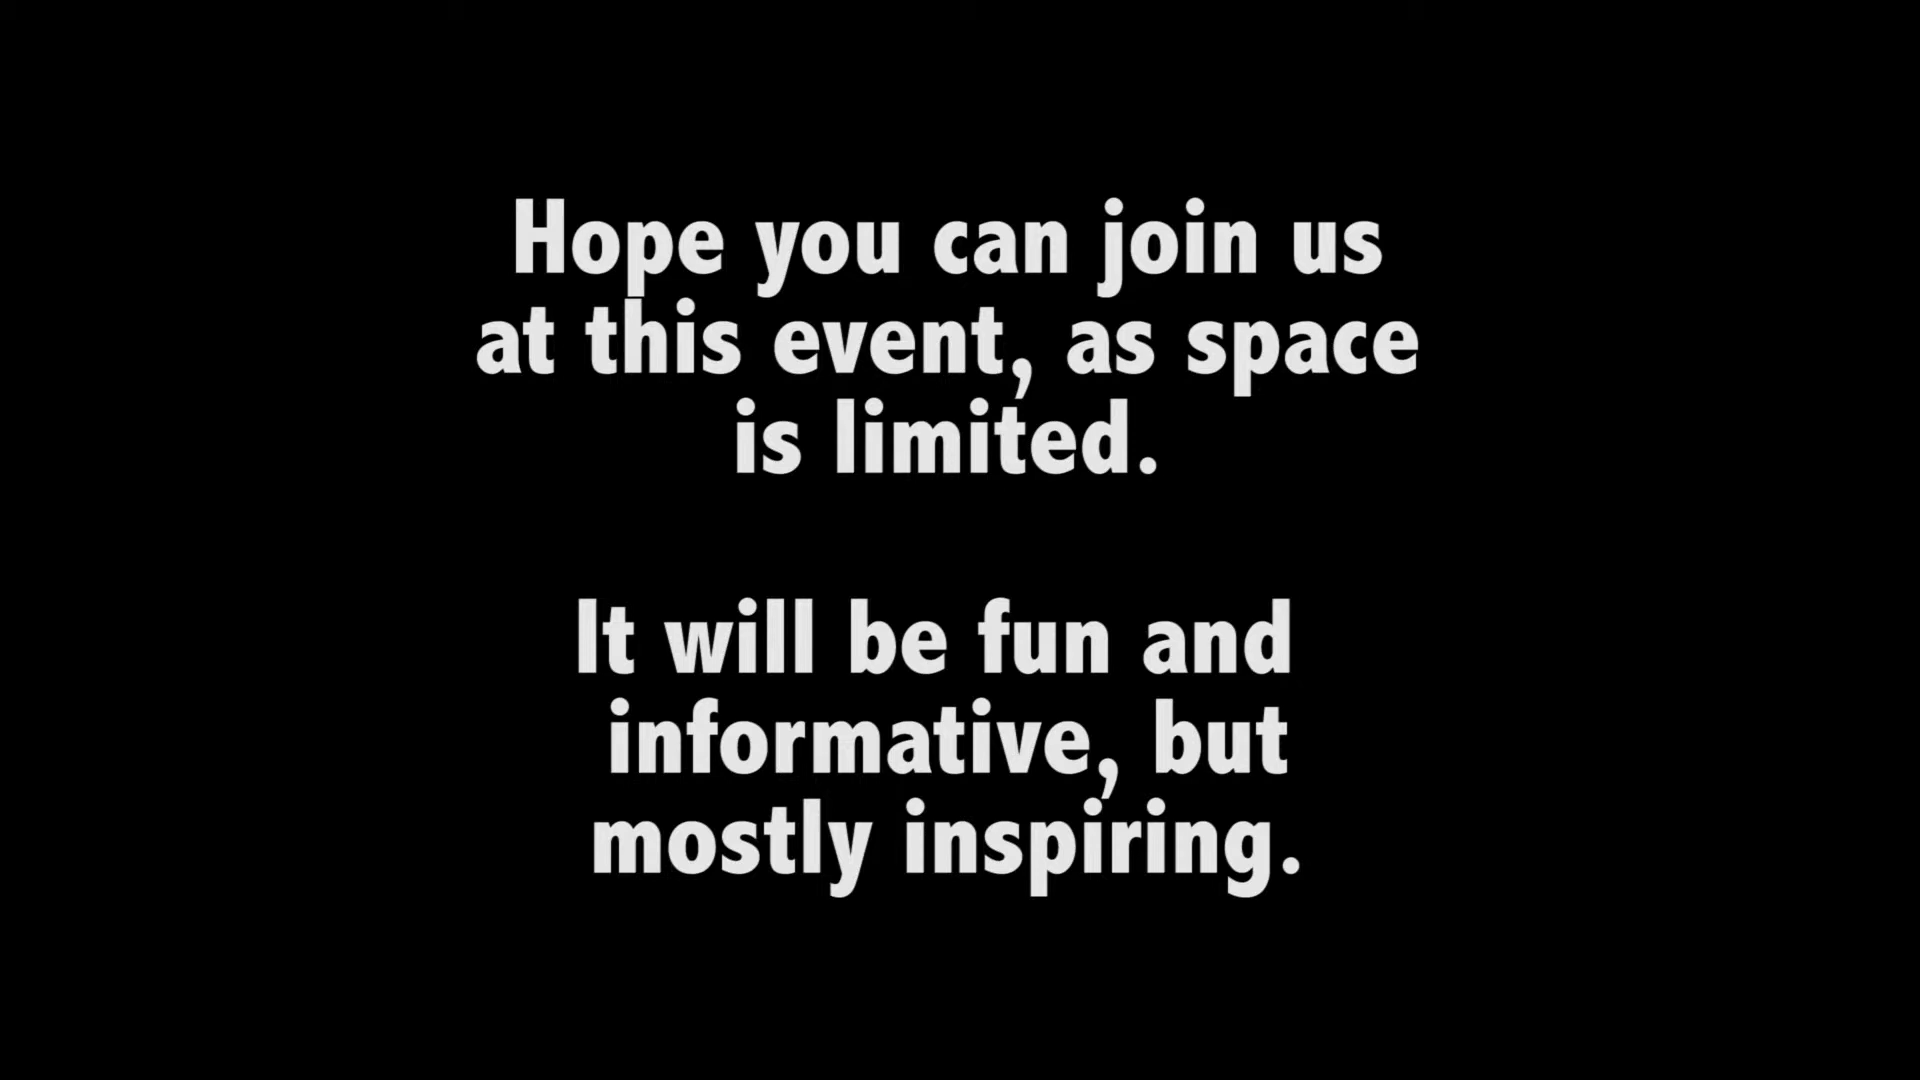 Hope you can join us
at this event, as space
is limited.
It will be fun and
informative, but
mostly inspiring.